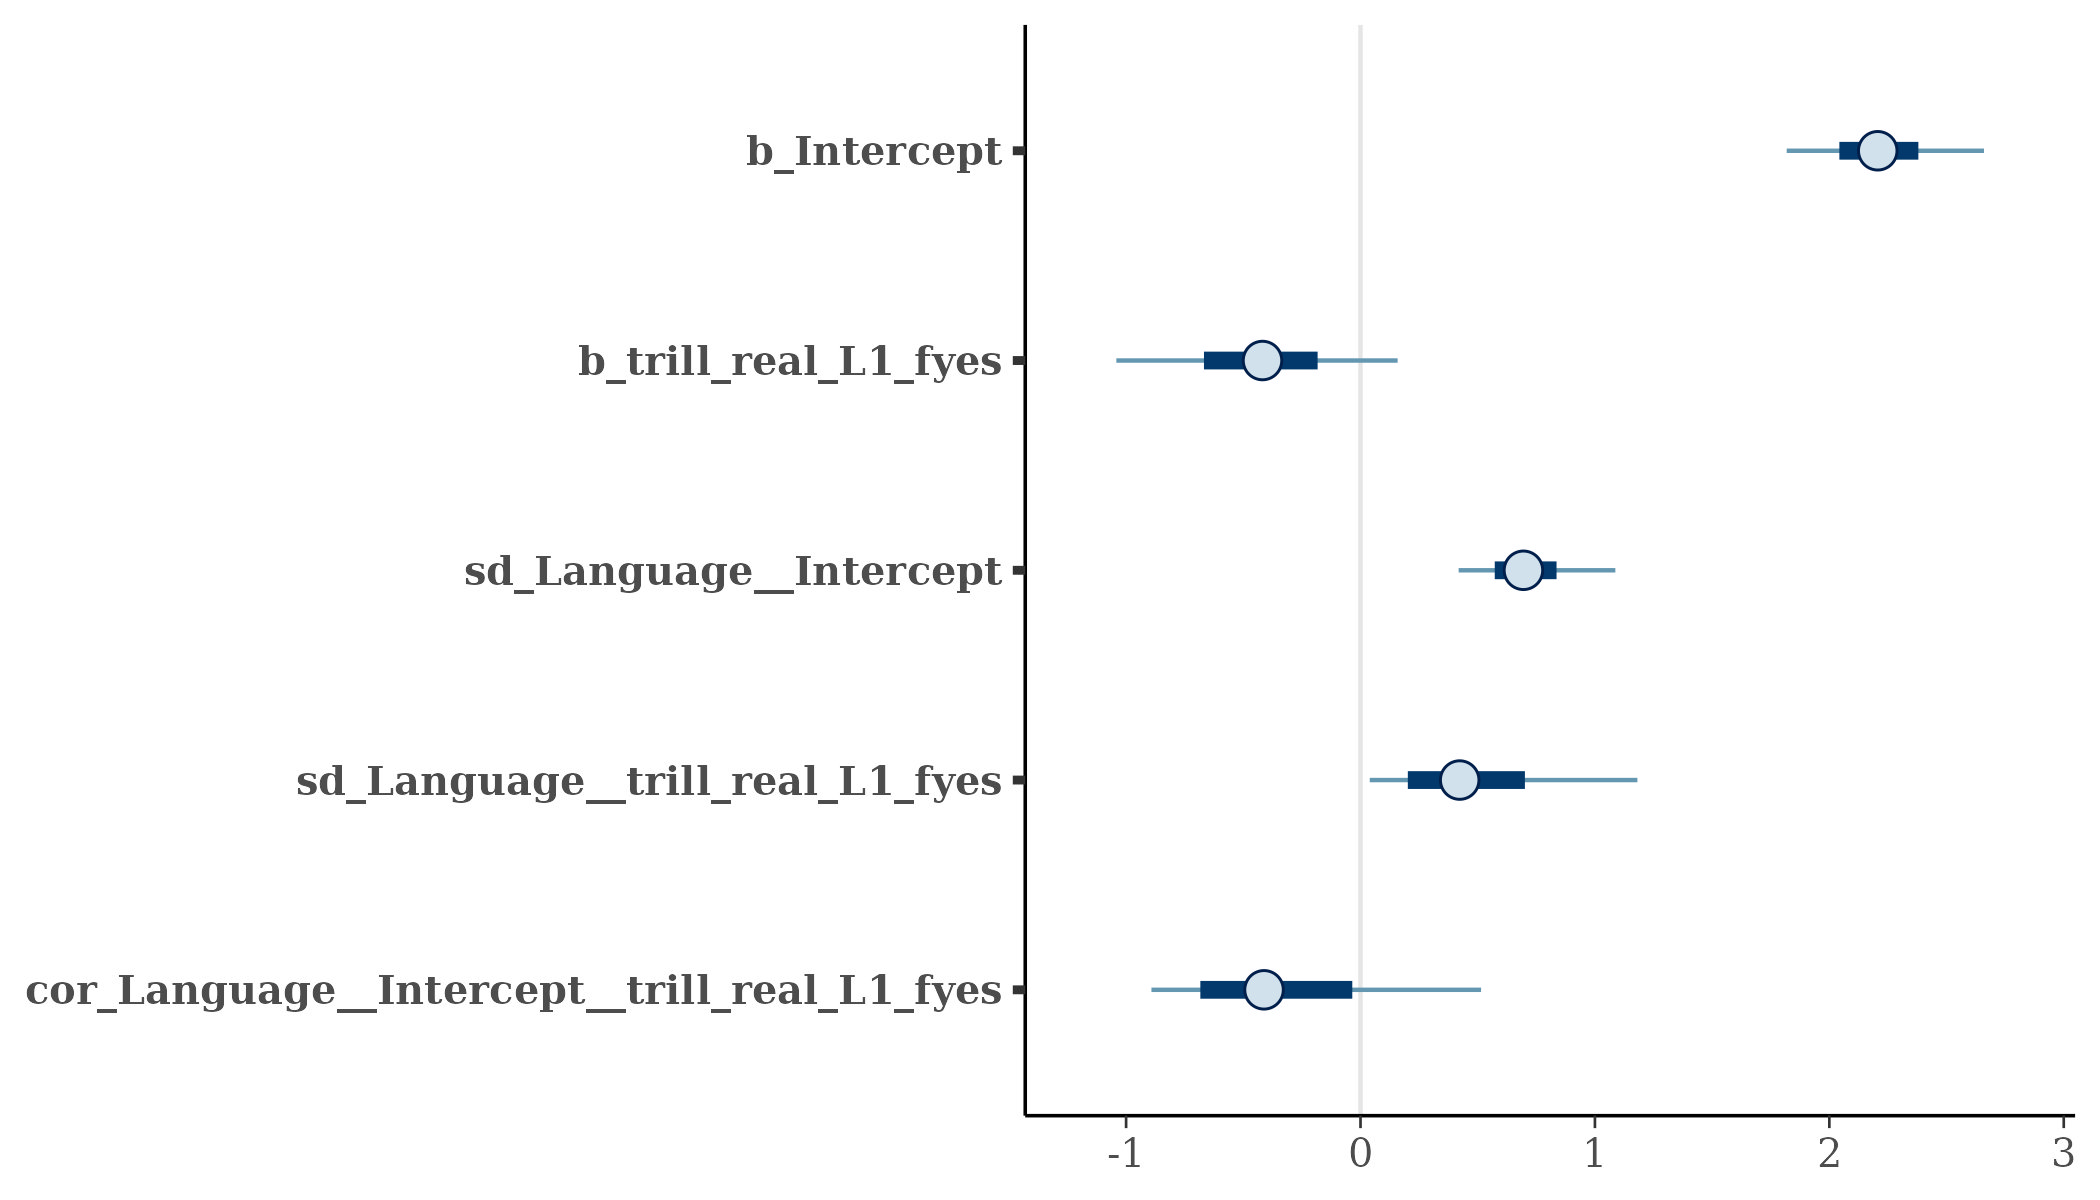 b_Intercept
b_trill_real_L1_fyes
sd_Language__Intercept
sd_Language__trill_real_L1_fyes
cor_Language__Intercept__trill_real_L1_fyes
-1 0 1 2 3